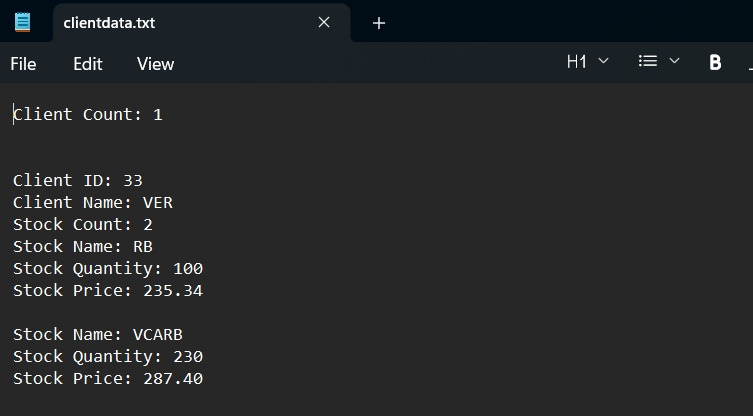 clientdata.txt
File Edit View H1 B
Client Count: 1
Client ID: 33
Client Name: VER
Stock Count: 2
Stock Name: RB
Stock Quantity: 100
Stock Price: 235.34
Stock Name: VCARB
Stock Quantity: 230
Stock Price: 287.40